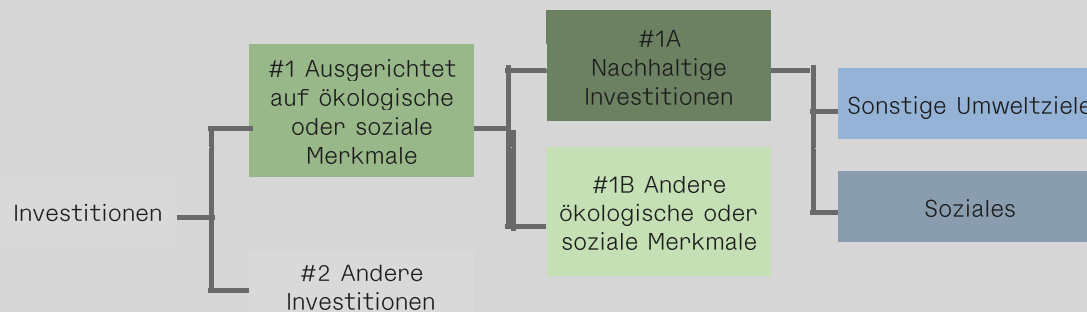 Investitionen
#1 Ausgerichtet
auf ökologische
oder soziale
Merkmale
#2 Andere
Investitionen
#1A
Nachhaltige
Investitionen
#1B Andere
ökologische oder
soziale Merkmale
Sonstige Umweltziele
Soziales